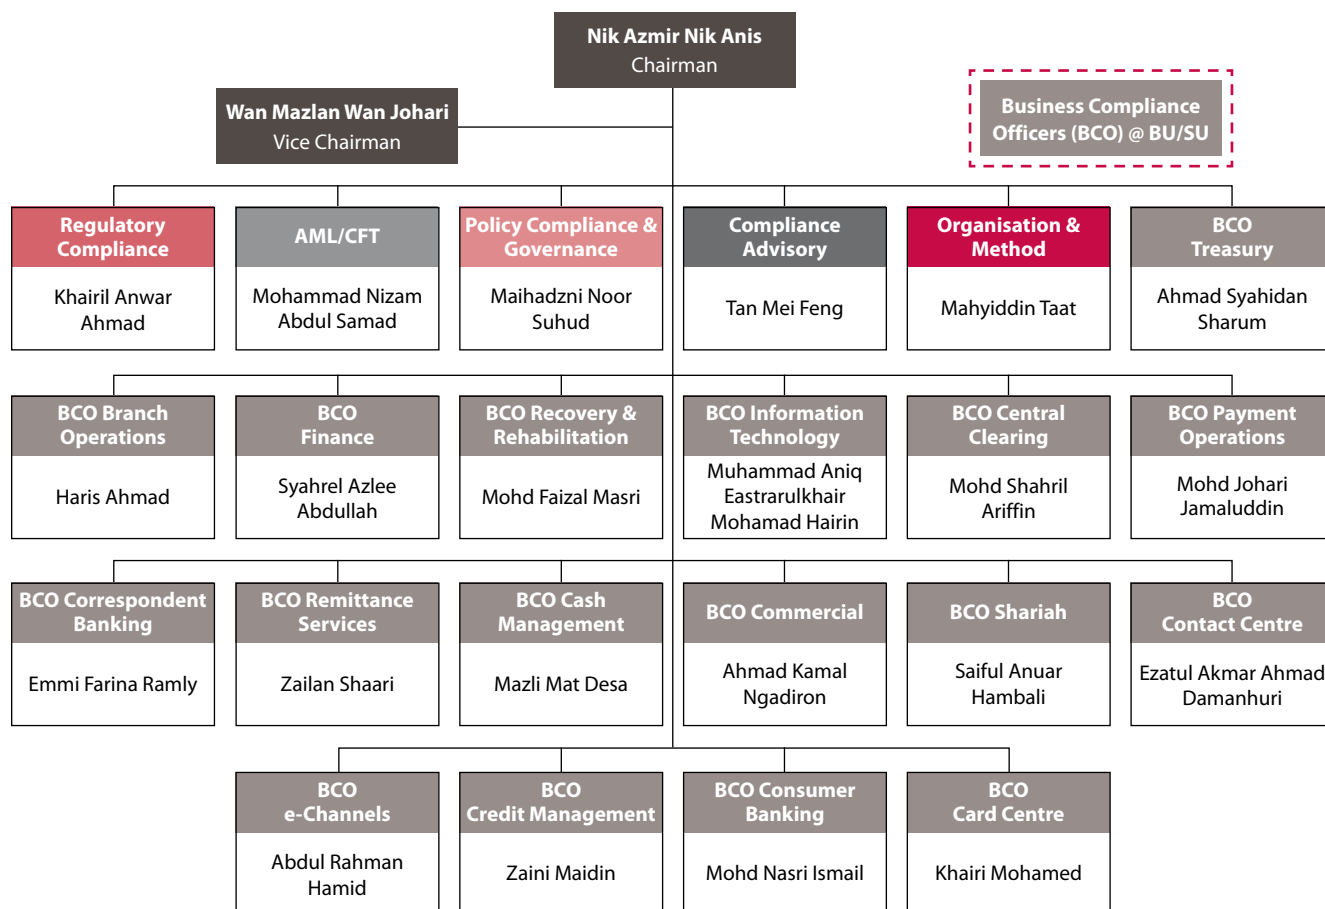 Nik Azmir Nik Anis
Chairman
Wan Mazlan Wan Johari
Vice Chairman
Business Compliance
Officers (BCO) @ BU/SU
Regulatory
Compliance
Khairil Anwar
Ahmad
AML/CFT
Mohammad Nizam
Abdul Samad
Policy Compliance &
Governance
Maihadzni Noor
Suhud
Compliance
Advisory
Tan Mei Feng
Organisation &
Method
Mahyiddin Taat
BCO
Treasury
Ahmad Syahidan
Sharum
BCO Branch
Operations
Haris Ahmad
BCO
Finance
Syahrel Azlee
Abdullah
BCO Recovery &
Rehabilitation
Mohd Faizal Masri
BCO Information
Technology
Muhammad Aniq
Eastrarulkhair
Mohamad Hairin
BCO Central
Clearing
Mohd Shahril
Ariffin
BCO Payment
Operations
Mohd Johari
Jamaluddin
BCO Correspondent
Banking
Emmi Farina Ramly
BCO Remittance
Services
Zailan Shaari
BCO Cash
Management
Mazli Mat Desa
BCO Commercial
Ahmad Kamal
Ngadiron
BCO Shariah
Saiful Anuar
Hambali
BCO
Contact Centre
Ezatul Akmar Ahmad
Damanhuri
BCO
e-Channels
Abdul Rahman
Hamid
BCO
Credit Management
Zaini Maidin
BCO Consumer
Banking
Mohd Nasri Ismail
BCO
Card Centre
Khairi Mohamed